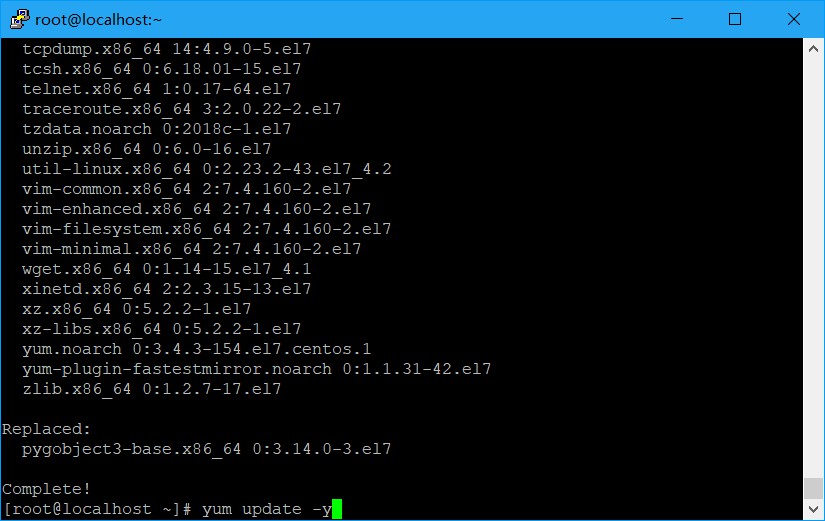 root@localhost:~
tcpdump.x86_64 14:4.9.0-5.el7
tcsh.x86_64 0:6.18.01-15.el7
telnet.x86_64 1:0.17-64.el7
traceroute.x86_64 3:2.0.22-2.el7
tzdata.noarch 0:2018c-1.el7
unzip.x86_64 0:6.0-16.el7
util-linux.x86_64 0:2.23.2-43.el7_4.2
vim-common.x86_64 2:7.4.160-2.el7
vim-enhanced.x86_64 2:7.4.160-2.el7
vim-filesystem.x86_64 2:7.4.160-2.el7
vim-minimal.x86_64 2:7.4.160-2.el7
wget.x86_64 0:1.14-15.el7_4.1
xinetd.x86_64 2:2.3.15-13.el7
xz.x86_64 0:5.2.2-1.el7
xz-libs.x86_64 0:5.2.2-1.el7
yum.noarch 0:3.4.3-154.el7.centos.1
yum-plugin-fastestmirror.noarch 0:1.1.31-42.el7
zlib.x86_64 0:1.2.7-17.el7
Replaced:
pygobject3-base.x86_64 0:3.14.0-3.el7
Complete!
[root@localhost ~]# yum update -y